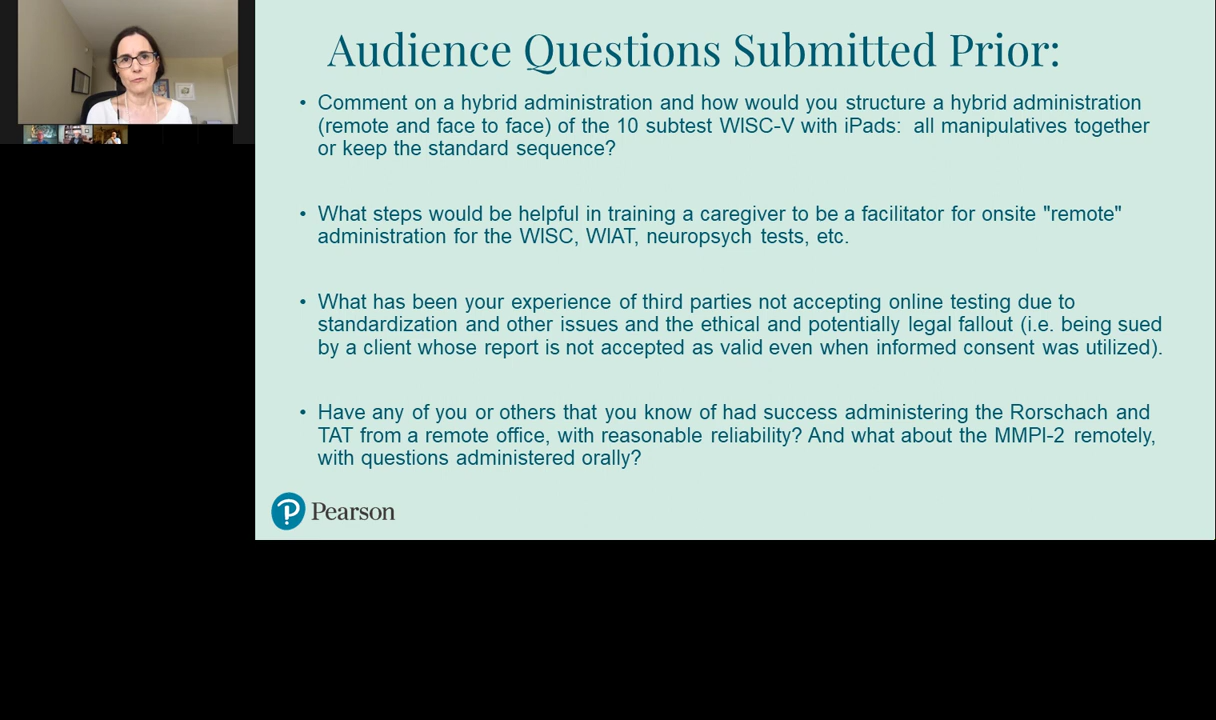 Audience Questions Submitted Prior:
• Comment on a hybrid administration and how would you structure a hybrid administration
(remote and face to face) of the 10 subtest WISC-V with iPads:  all manipulatives together
or keep the standard sequence?
• What steps would be helpful in training a caregiver to be a facilitator for onsite "remote"
administration for the WISC, WIAT, neuropsych tests, etc.
• What has been your experience of third parties not accepting online testing due to
standardization and other issues and the ethical and potentially legal fallout (i.e. being sued
by a client whose report is not accepted as valid even when informed consent was utilized).
• Have any of you or others that you know of had success administering the Rorschach and
TAT from a remote office, with reasonable reliability? And what about the MMPI-2 remotely,
with questions administered orally?
Pearson